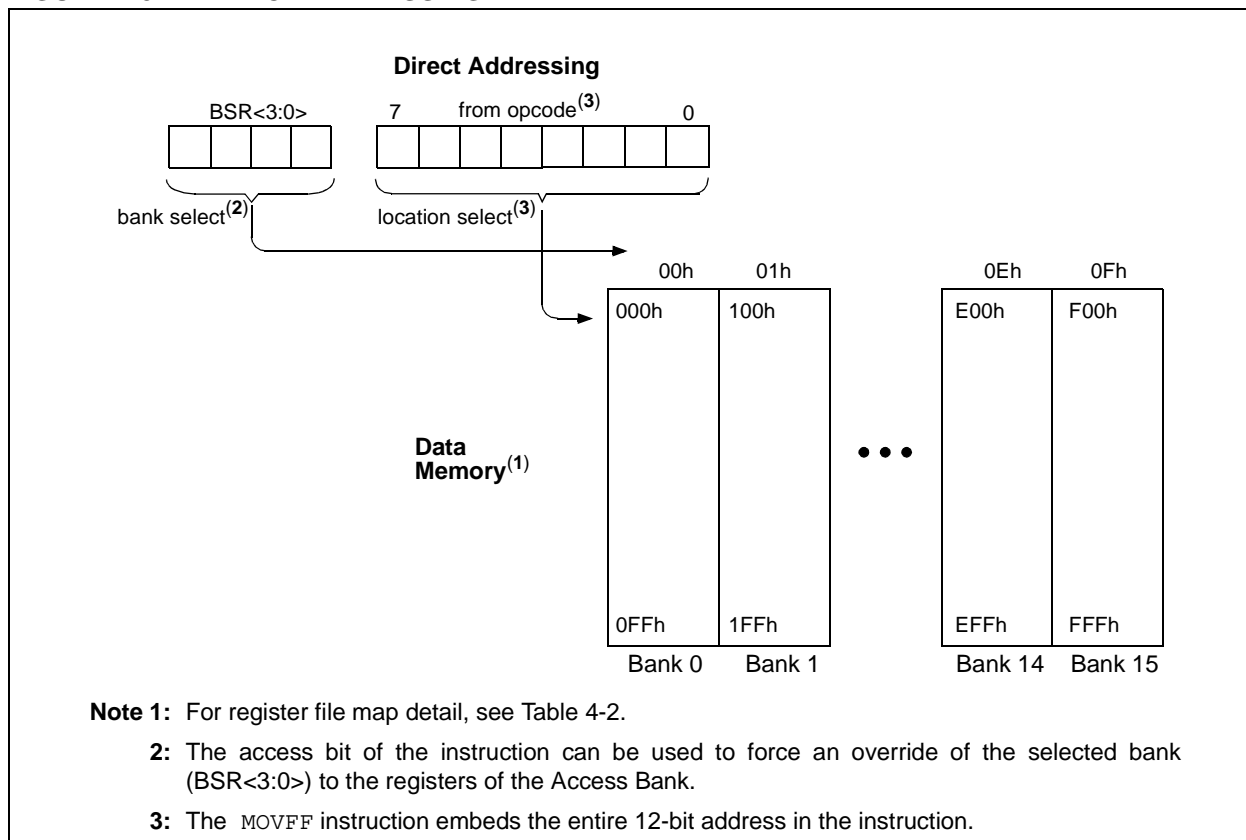 Direct Addressing
BSR<3:0>
7 from opcode(3) 0
bank select(2)
location select(3)
00h 01h 0Eh 0Fh
000h 100h E00h F00h
Data
Memory(1)
0FFh 1FFh EFFh FFFh
Bank 0 Bank 1 Bank 14 Bank 15
Note 1: For register file map detail, see Table 4-2.
2: The access bit of the instruction can be used to force an override of the selected bank
(BSR<3:0>) to the registers of the Access Bank.
3: The MOVFF instruction embeds the entire 12-bit address in the instruction.